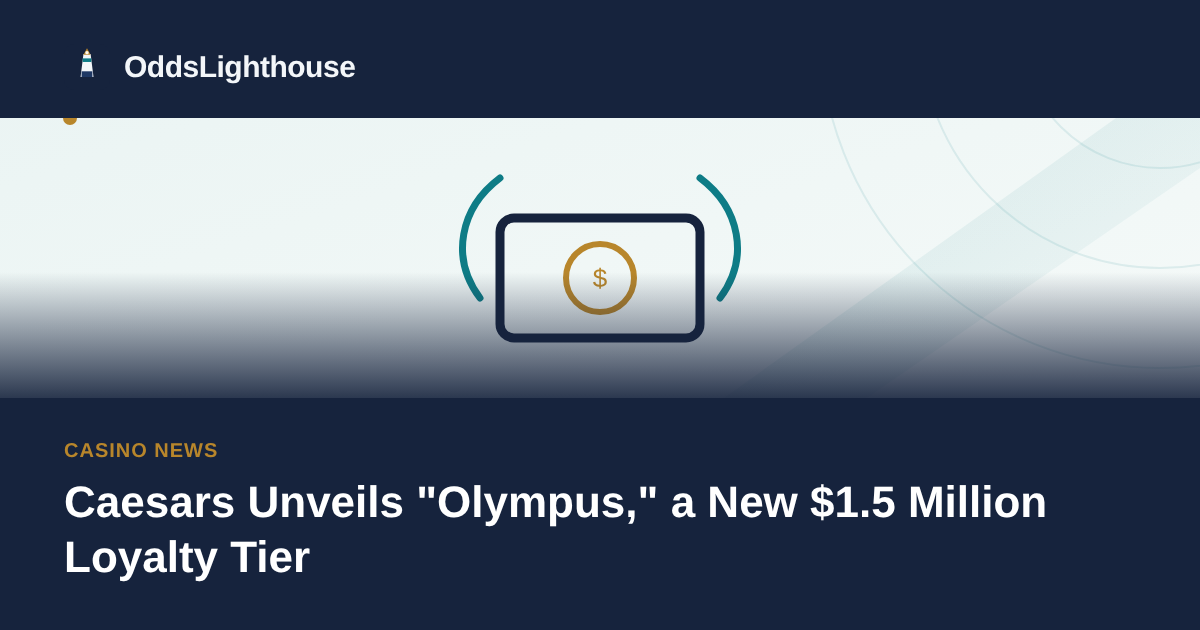 OddsLighthouse
$
CASINO NEWS
Caesars Unveils "Olympus," a New $1.5 Million
Loyalty Tier